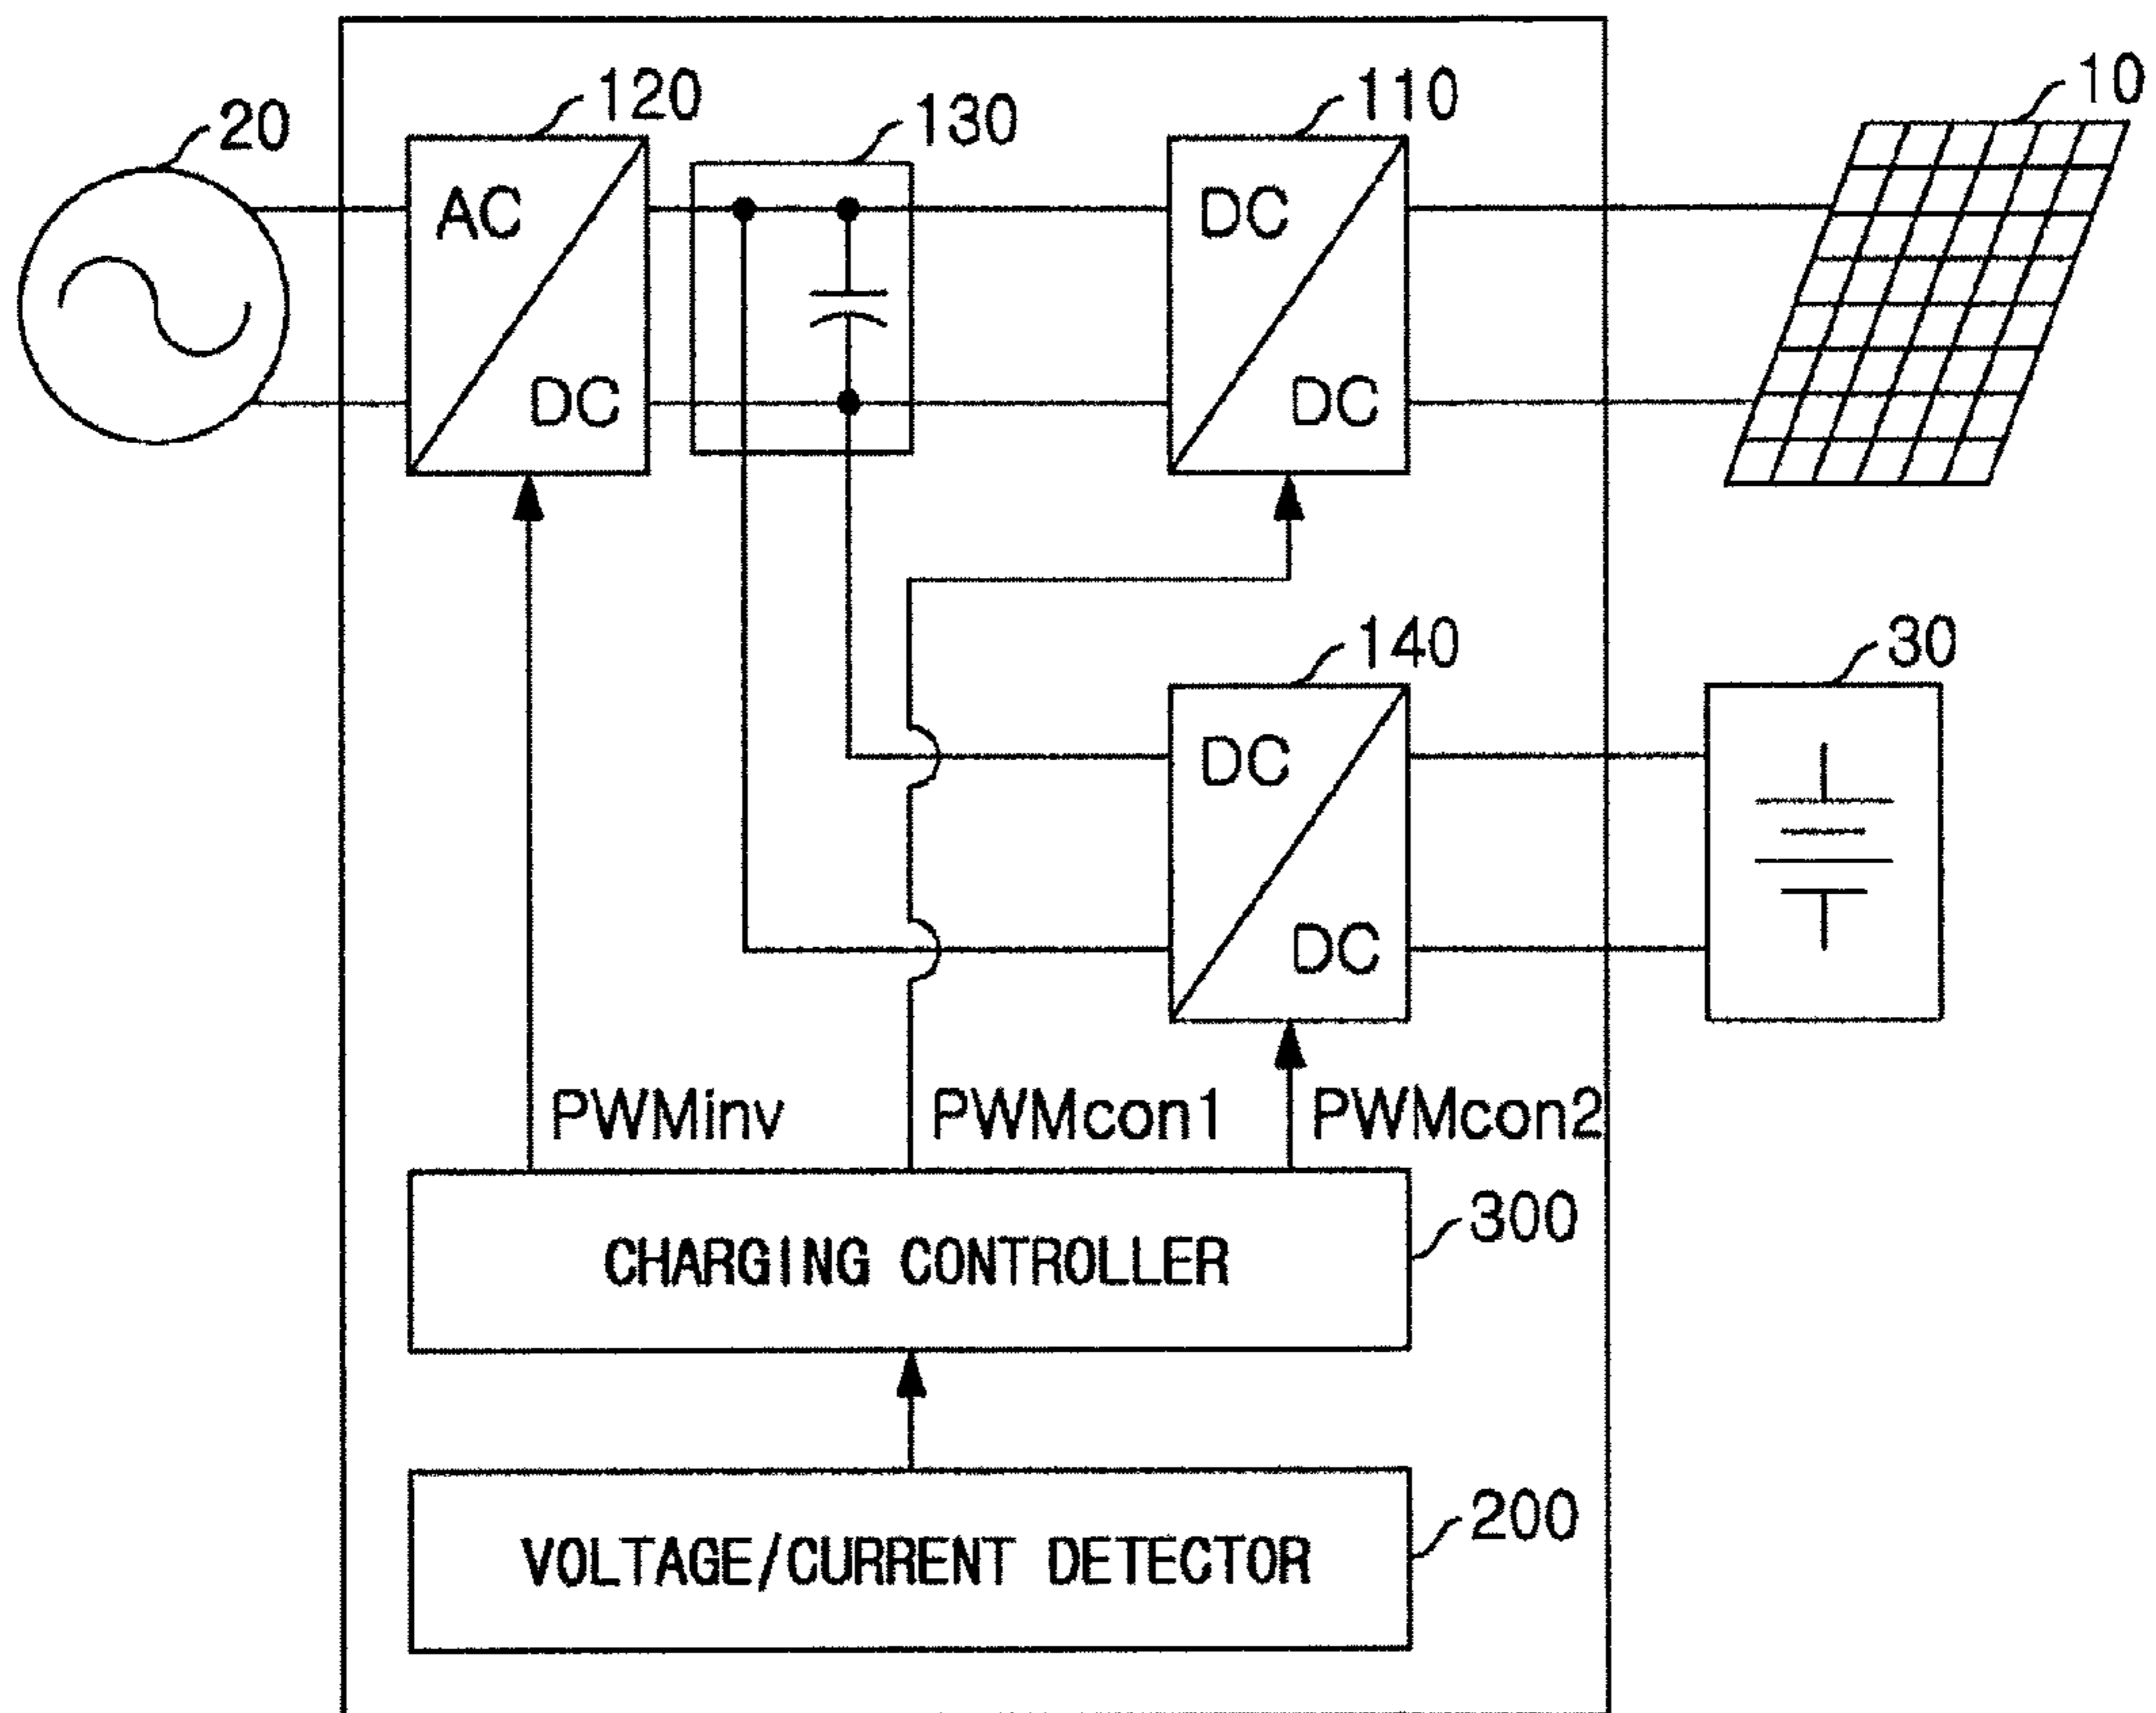 10
120
110
20
130
AC
DC
DC
DC
140
30
DC
DC
PWMinv
PWMcon1
PWMcon2
300
CHARGING CONTROLLER
200
VOLTAGE/CURRENT DETECTOR